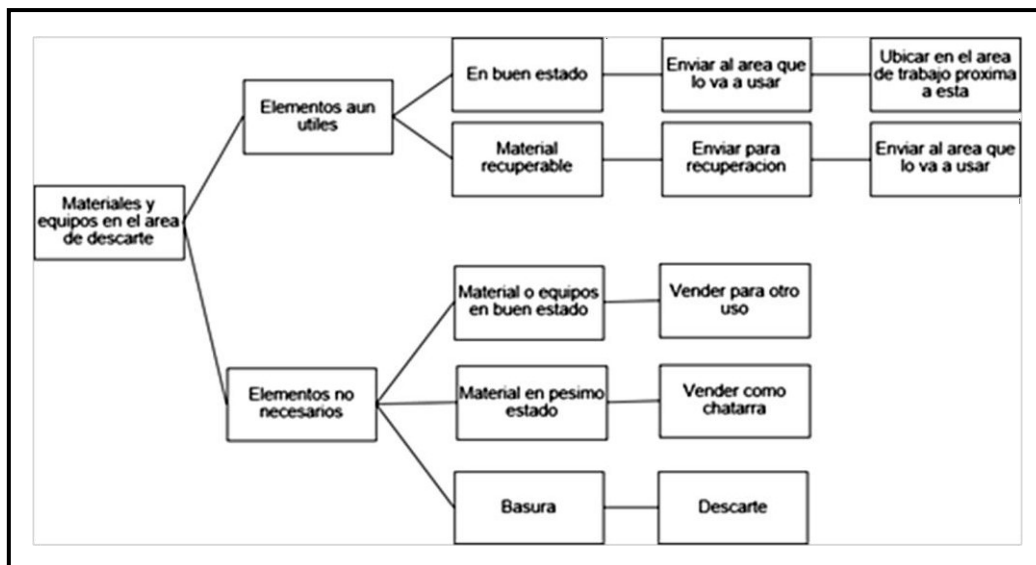 Materiales y
equipos en el area
de descarte
Elementos aun
utiles
En buen estado
Enviar al area que
lo va a usar
Ubicar en el area
de trabajo proxima
a esta
Material
recuperable
Enviar para
recuperacion
Enviar al area que
lo va a usar
Elementos no
necesarios
Material o equipos
en buen estado
Vender para otro
uso
Material en pesimo
estado
Vender como
chatarra
Basura
Descarte